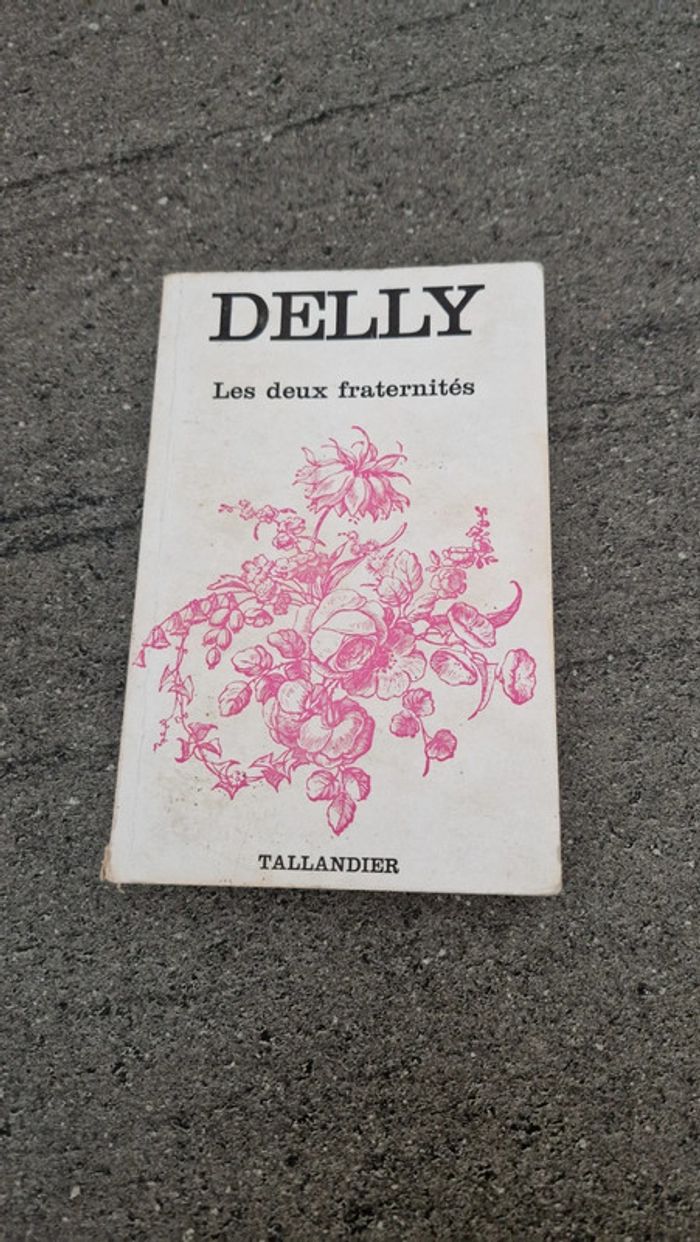 DELLY
Les deux fraternités
TALLANDIER